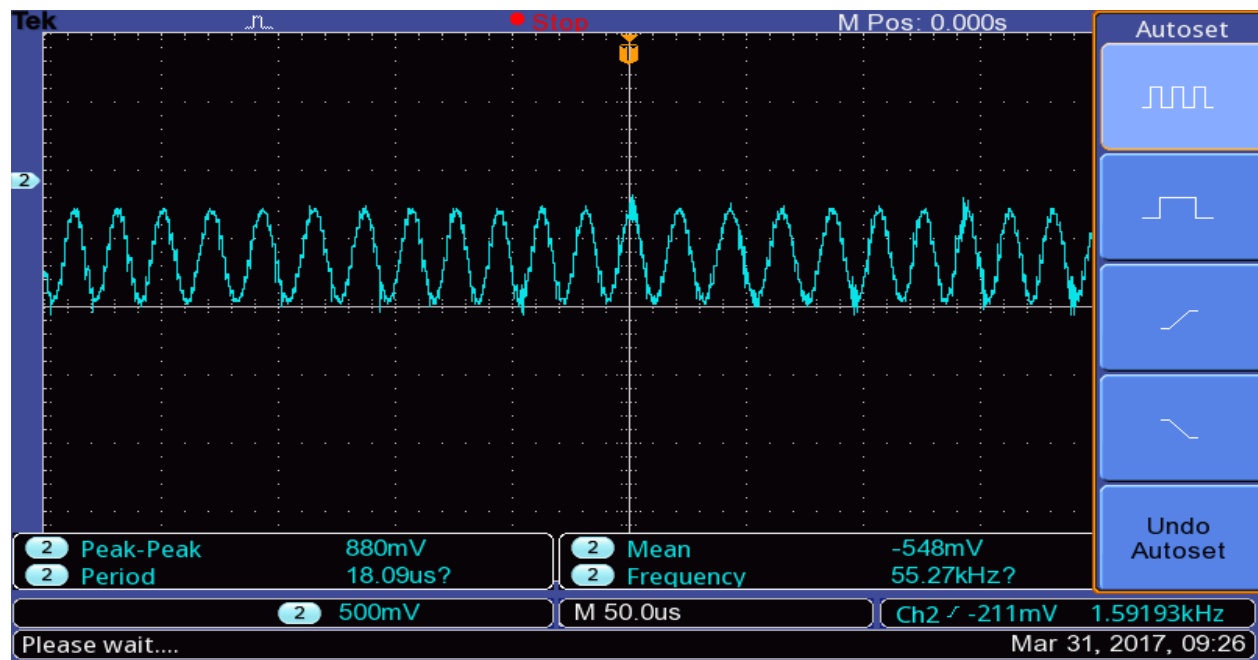 Tek Stop M Pos: 0.000s Autoset
T
2
2 Peak-Peak 880mV 2 Mean -548mV
2 Period 18.09us? 2 Frequency 55.27kHz?
Undo
Autoset
2 500mV M 50.0us Ch2 -211mV 1.59193kHz
Please wait.... Mar 31, 2017, 09:26